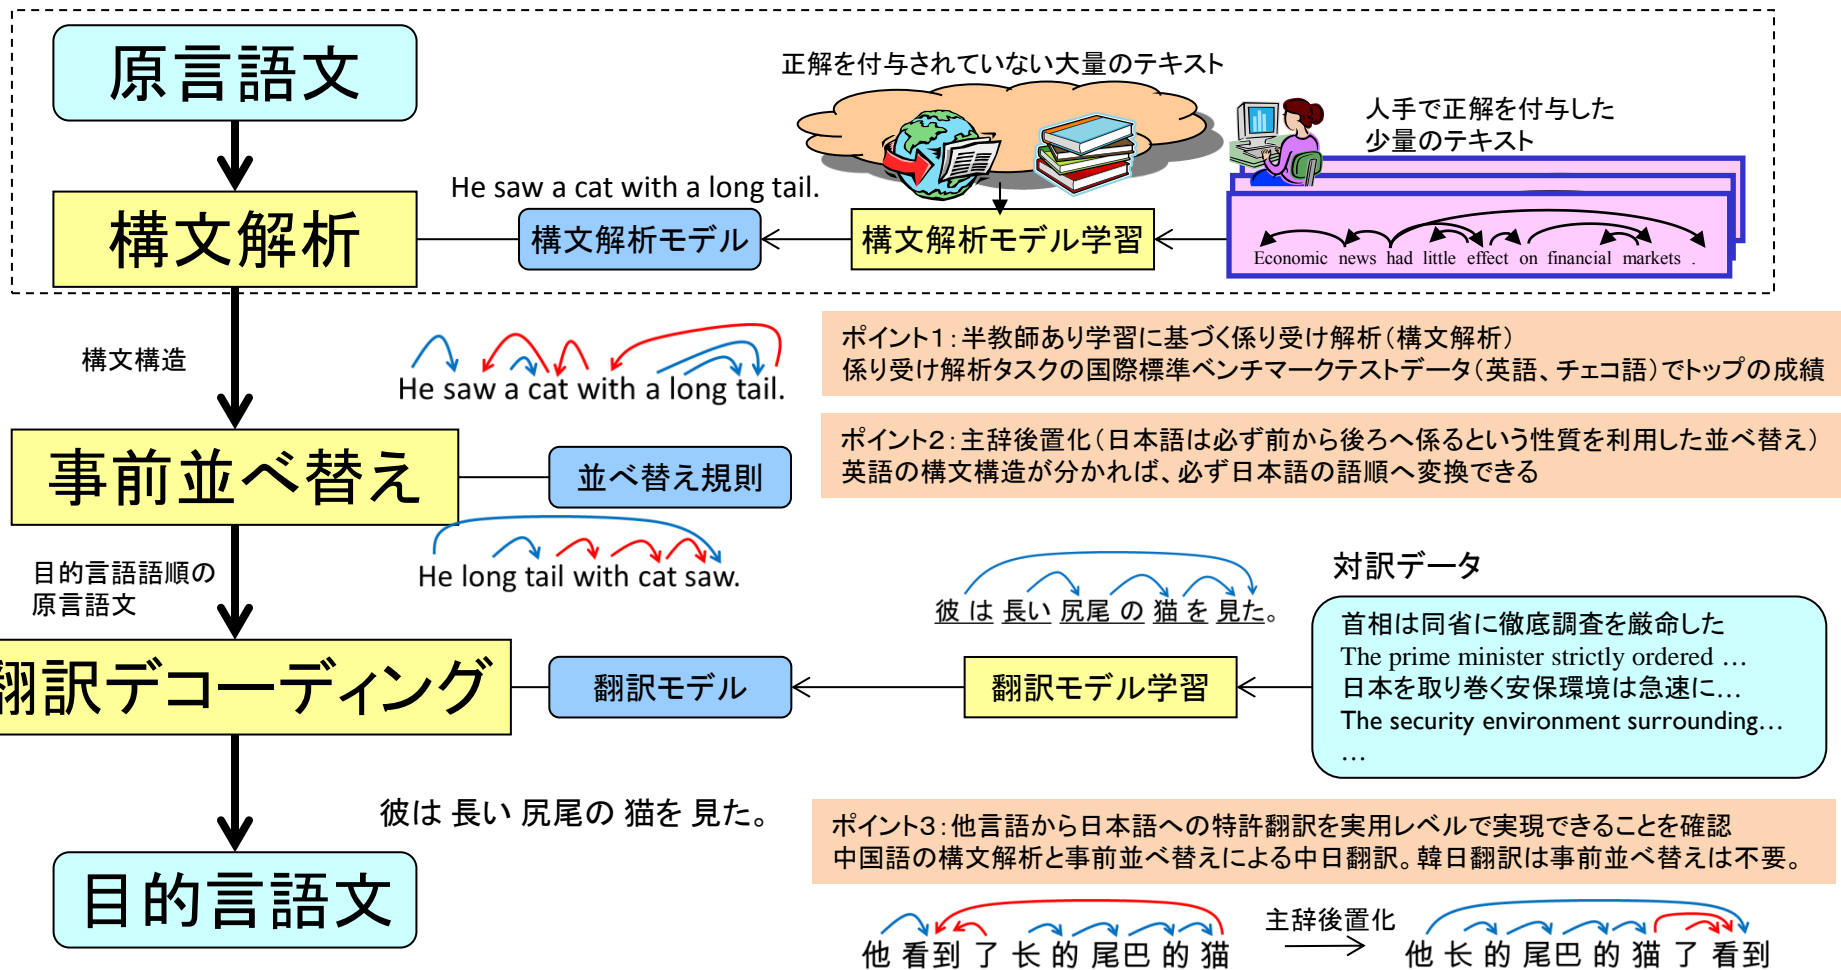 原言語文
正解を付与されていない大量のテキスト
人手で正解を付与した
少量のテキスト
He saw a cat with a long tail.
構文解析
構文解析モデル
構文解析モデル学習
Economic news had little effect on financial markets .
構文構造
He saw a cat with a long tail.
ポイント1：半教師あり学習に基づく係り受け解析（構文解析）
係り受け解析タスクの国際標準ベンチマークテストデータ（英語、チェコ語）でトップの成績
事前並べ替え
並べ替え規則
ポイント2：主辞後置化（日本語は必ず前から後ろへ係るという性質を利用した並べ替え）
英語の構文構造が分かれば、必ず日本語の語順へ変換できる
目的言語語順の
原言語文
He long tail with cat saw.
彼 は 長い 尻尾 の 猫 を 見た。
対訳データ
首相は同省に徹底調査を厳命した
The prime minister strictly ordered …
日本を取り巻く安保環境は急速に…
The security environment surrounding…
…
翻訳デコーディング
翻訳モデル
翻訳モデル学習
彼は 長い 尻尾の 猫を 見た。
ポイント3：他言語から日本語への特許翻訳を実用レベルで実現できることを確認
中国語の構文解析と事前並べ替えによる中日翻訳。韓日翻訳は事前並べ替えは不要。
目的言語文
他 看到 了 长 的 尾巴 的 猫
主辞後置化
他 长 的 尾巴 的 猫 了 看到